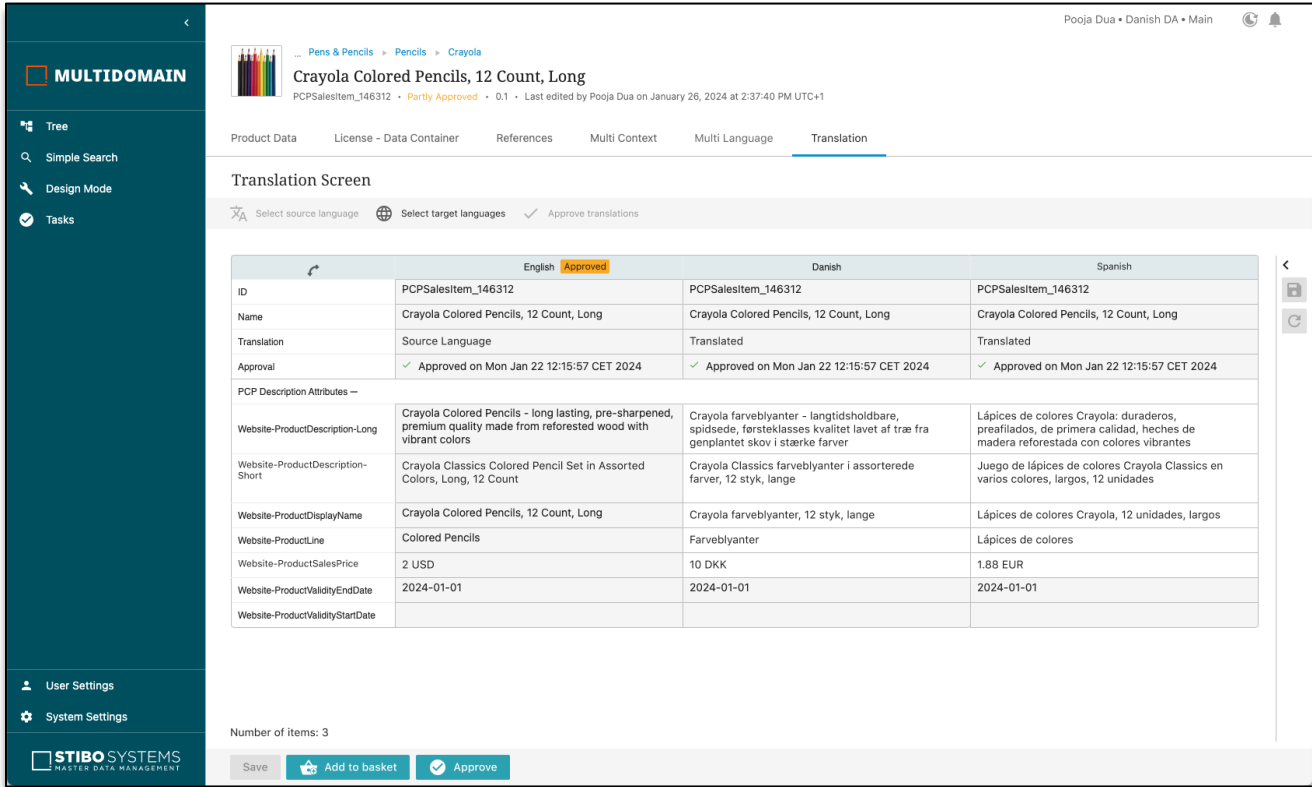 Pooja Dua • Danish DA • Main
MULTIDOMAIN
Tree
Simple Search
Design Mode
Tasks
User Settings
System Settings
STIBO SYSTEMS
MASTER DATA MANAGEMENT
... Pens & Pencils Pencils Crayola
Crayola Colored Pencils, 12 Count, Long
PCPSalesItem_146312 • Partly Approved • 0.1 • Last edited by Pooja Dua on January 26, 2024 at 2:37:40 PM UTC+1
Product Data License - Data Container References Multi Context Multi Language Translation
Translation Screen
Select source language Select target languages Approve translations
English Approved Danish Spanish
ID PCPSalesItem_146312 PCPSalesItem_146312 PCPSalesItem_146312
Name Crayola Colored Pencils, 12 Count, Long Crayola Colored Pencils, 12 Count, Long Crayola Colored Pencils, 12 Count, Long
Translation Source Language Translated Translated
Approval Approved on Mon Jan 22 12:15:57 CET 2024 Approved on Mon Jan 22 12:15:57 CET 2024 Approved on Mon Jan 22 12:15:57 CET 2024
PCP Description Attributes —
Website-ProductDescription-Long
Crayola Colored Pencils - long lasting, pre-sharpened,
premium quality made from reforested wood with
vibrant colors
Crayola farveblyanter - langtidsholdbare,
spidsede, førsteklasses kvalitet lavet af træ fra
genplantet skov i stærke farver
Lápices de colores Crayola: duraderos,
preafilados, de primera calidad, heches de
madera reforestada con colores vibrantes
Website-ProductDescription-
Short
Crayola Classics Colored Pencil Set in Assorted
Colors, Long, 12 Count
Crayola Classics farveblyanter i assorterede
farver, 12 styk, lange
Juego de lápices de colores Crayola Classics en
varios colores, largos, 12 unidades
Website-ProductDisplayName Crayola Colored Pencils, 12 Count, Long Crayola farveblyanter, 12 styk, lange Lápices de colores Crayola, 12 unidades, largos
Website-ProductLine Colored Pencils Farveblyanter Lápices de colores
Website-ProductSalesPrice 2 USD 10 DKK 1.88 EUR
Website-ProductValidityEndDate 2024-01-01 2024-01-01 2024-01-01
Website-ProductValidityStartDate
Number of items: 3
Save Add to basket Approve